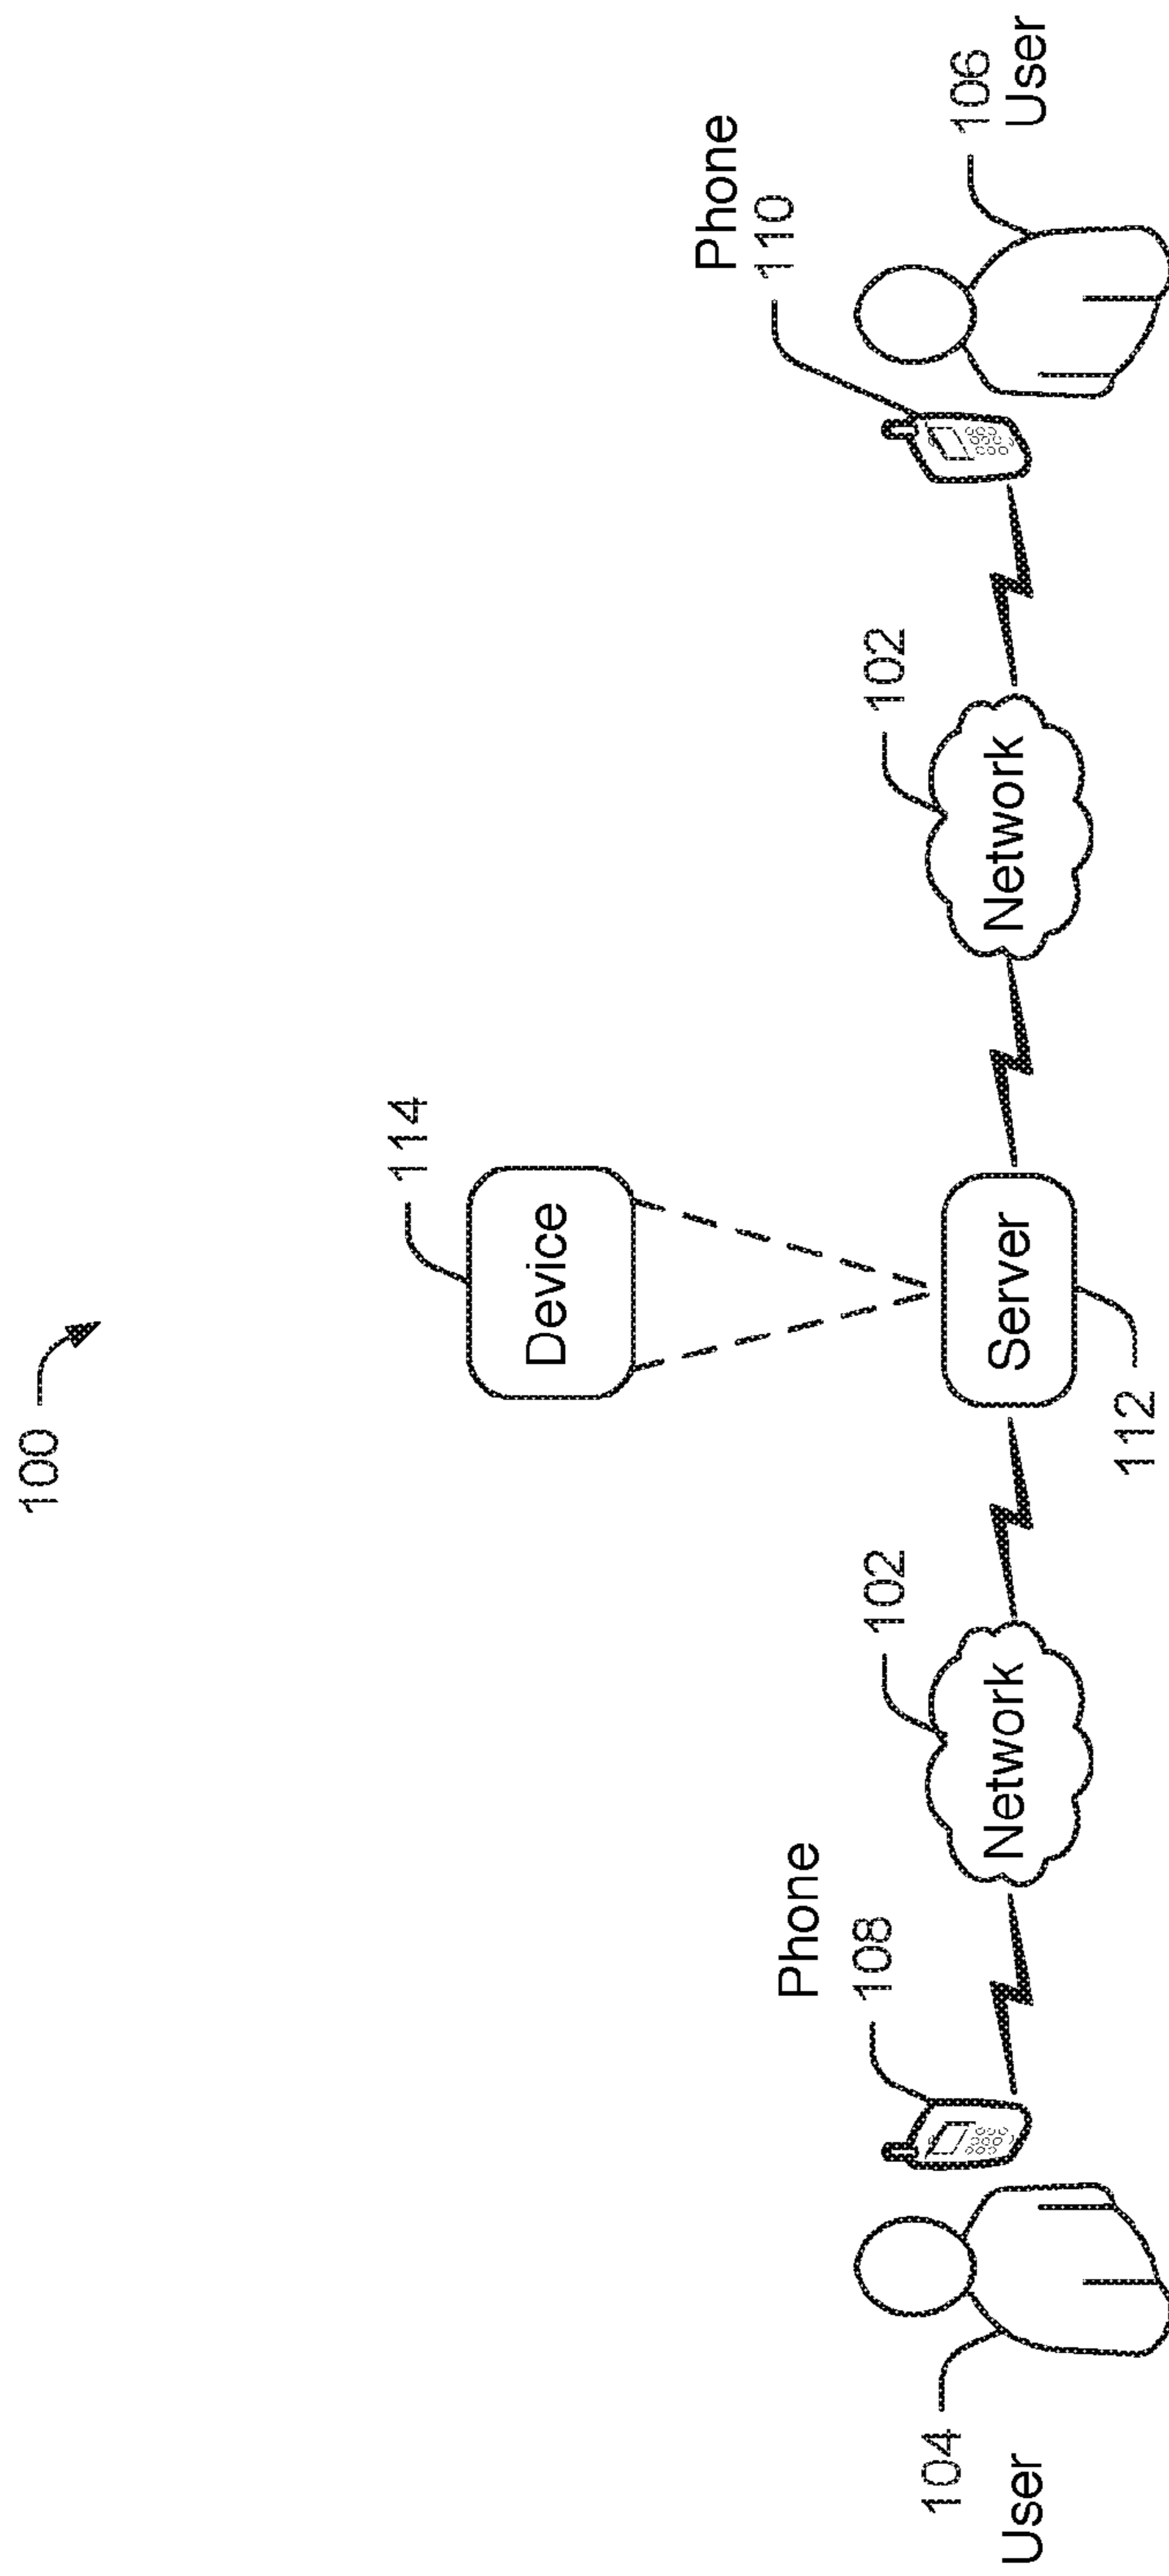 100
114
Device
Phone
110
Phone
108
102
102
106
User
104
User
Network
Server
Network
112